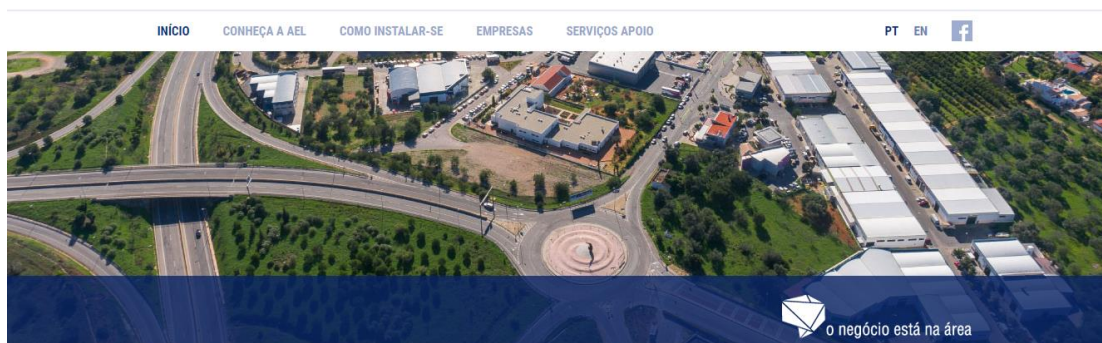 INÍCIO CONHEÇA A AEL COMO INSTALAR-SE EMPRESAS SERVIÇOS APOIO PT EN f
o negócio está na área